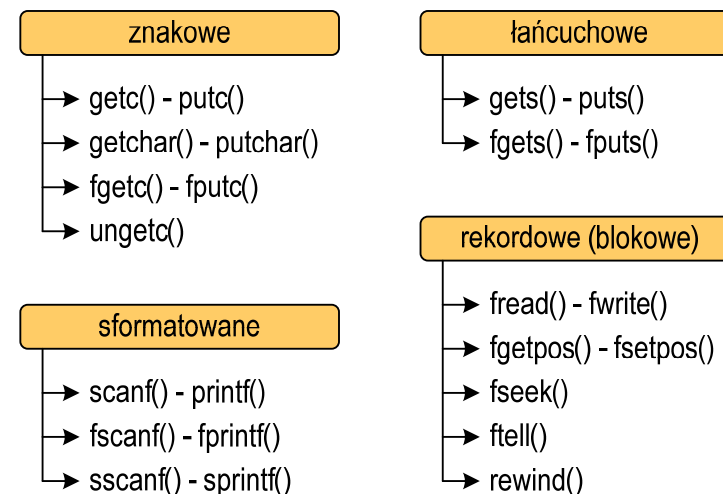 znakowe
getc() - putc()
getchar() - putchar()
fgetc() - fputc()
ungetc()
sformatowane
scanf() - printf()
fscanf() - fprintf()
sscanf() - sprintf()
łańcuchowe
gets() - puts()
fgets() - fputs()
rekordowe (blokowe)
fread() - fwrite()
fgetpos() - fsetpos()
fseek()
ftell()
rewind()